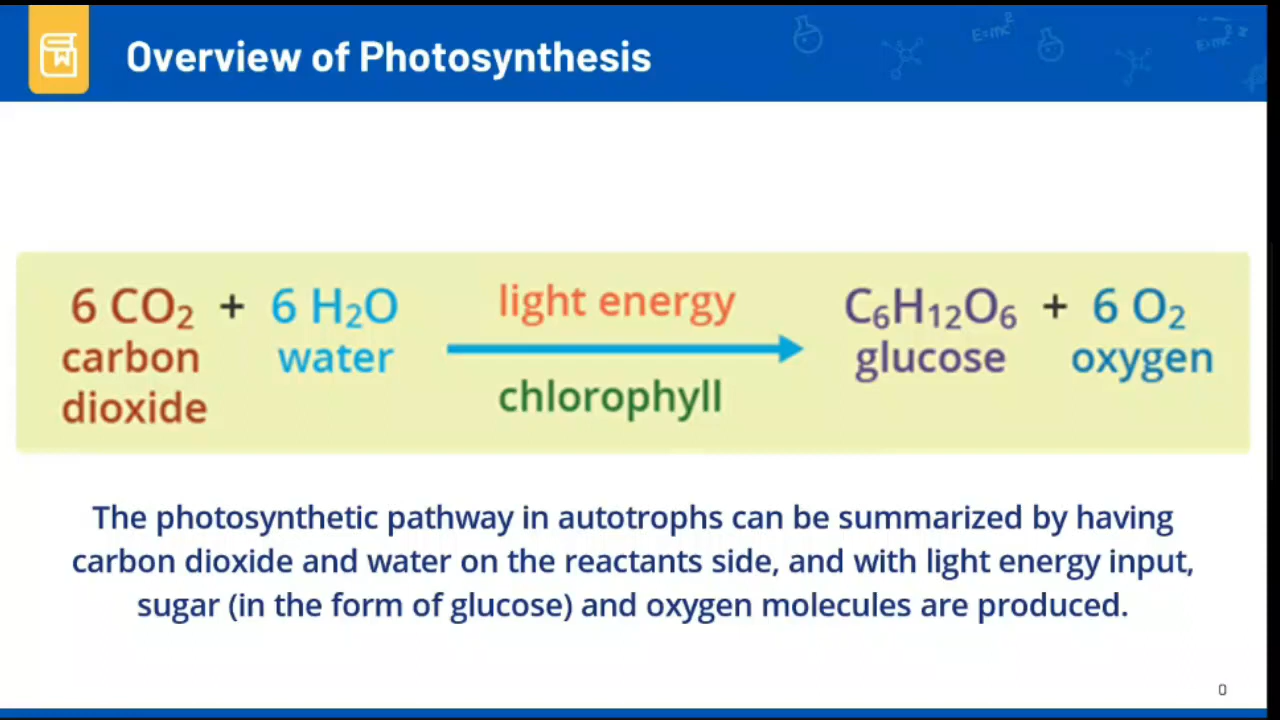 Overview of Photosynthesis
E=mc²
E=mc²
6 CO₂ + 6 H₂O light energy C₆H₁₂O₆ + 6 O₂
carbon water glucose oxygen
dioxide chlorophyll
The photosynthetic pathway in autotrophs can be summarized by having
carbon dioxide and water on the reactants side, and with light energy input,
sugar (in the form of glucose) and oxygen molecules are produced.
0